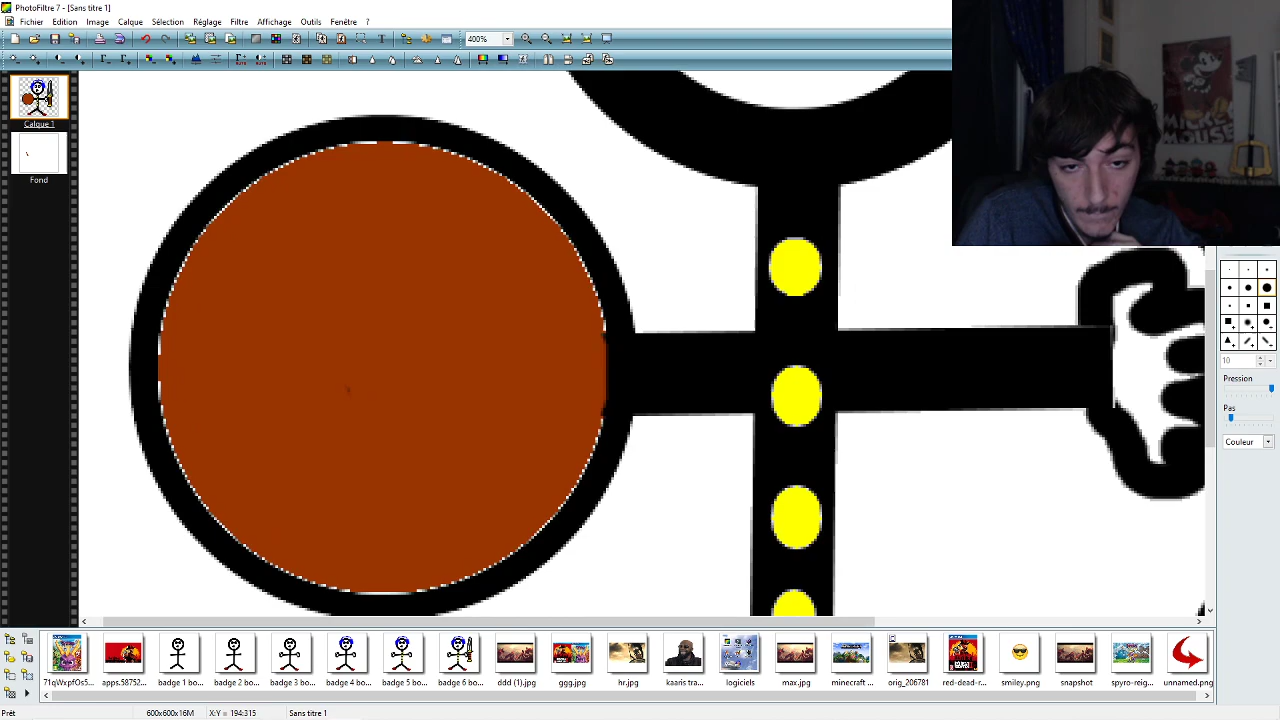 PhotoFiltre 7 - [Sans titre 1]
Fichier Edition Image Calque Sélection Réglage Filtre Affichage Outils Fenêtre ?
400%
Calque 1
Fond
MICKEY
MOUSE
10
Pression
Pas
Couleur
71qWxpfOs5... apps.58752... badge 1 bo... badge 2 bo... badge 3 bo... badge 4 bo... badge 5 bo... badge 6 bo... ddd (1).jpg ggg.jpg hr.jpg kaaris tra... logiciels max.jpg minecraft ... orig_206781 red-dead-r... smiley.png snapshot spyro-reig... unnamed.png
Prêt 600x600x16M X:Y = 194:315 Sans titre 1